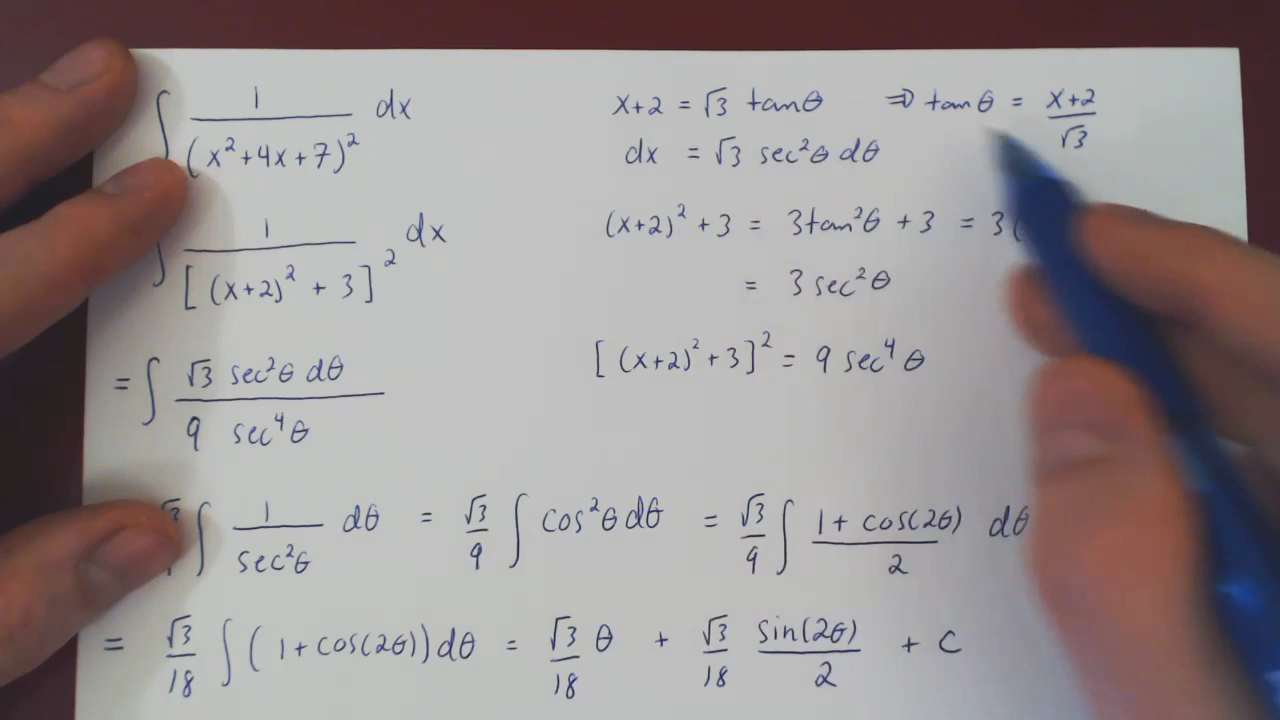 ∫ 1/(x²+4x+7)² dx
x+2 = √3 tanθ ⇒ tanθ = (x+2)/√3
dx = √3 sec²θ dθ
∫ 1/[(x+2)² + 3]² dx
(x+2)² + 3 = 3tan²θ + 3 = 3(
= 3 sec²θ
[(x+2)² + 3]² = 9 sec⁴θ
= ∫ √3 sec²θ dθ / 9 sec⁴θ
∫ 1/sec²θ dθ = √3/9 ∫ cos²θ dθ = √3/9 ∫ (1 + cos(2θ))/2 dθ
= √3/18 ∫ (1 + cos(2θ)) dθ = √3/18 θ + √3/18 sin(2θ)/2 + C